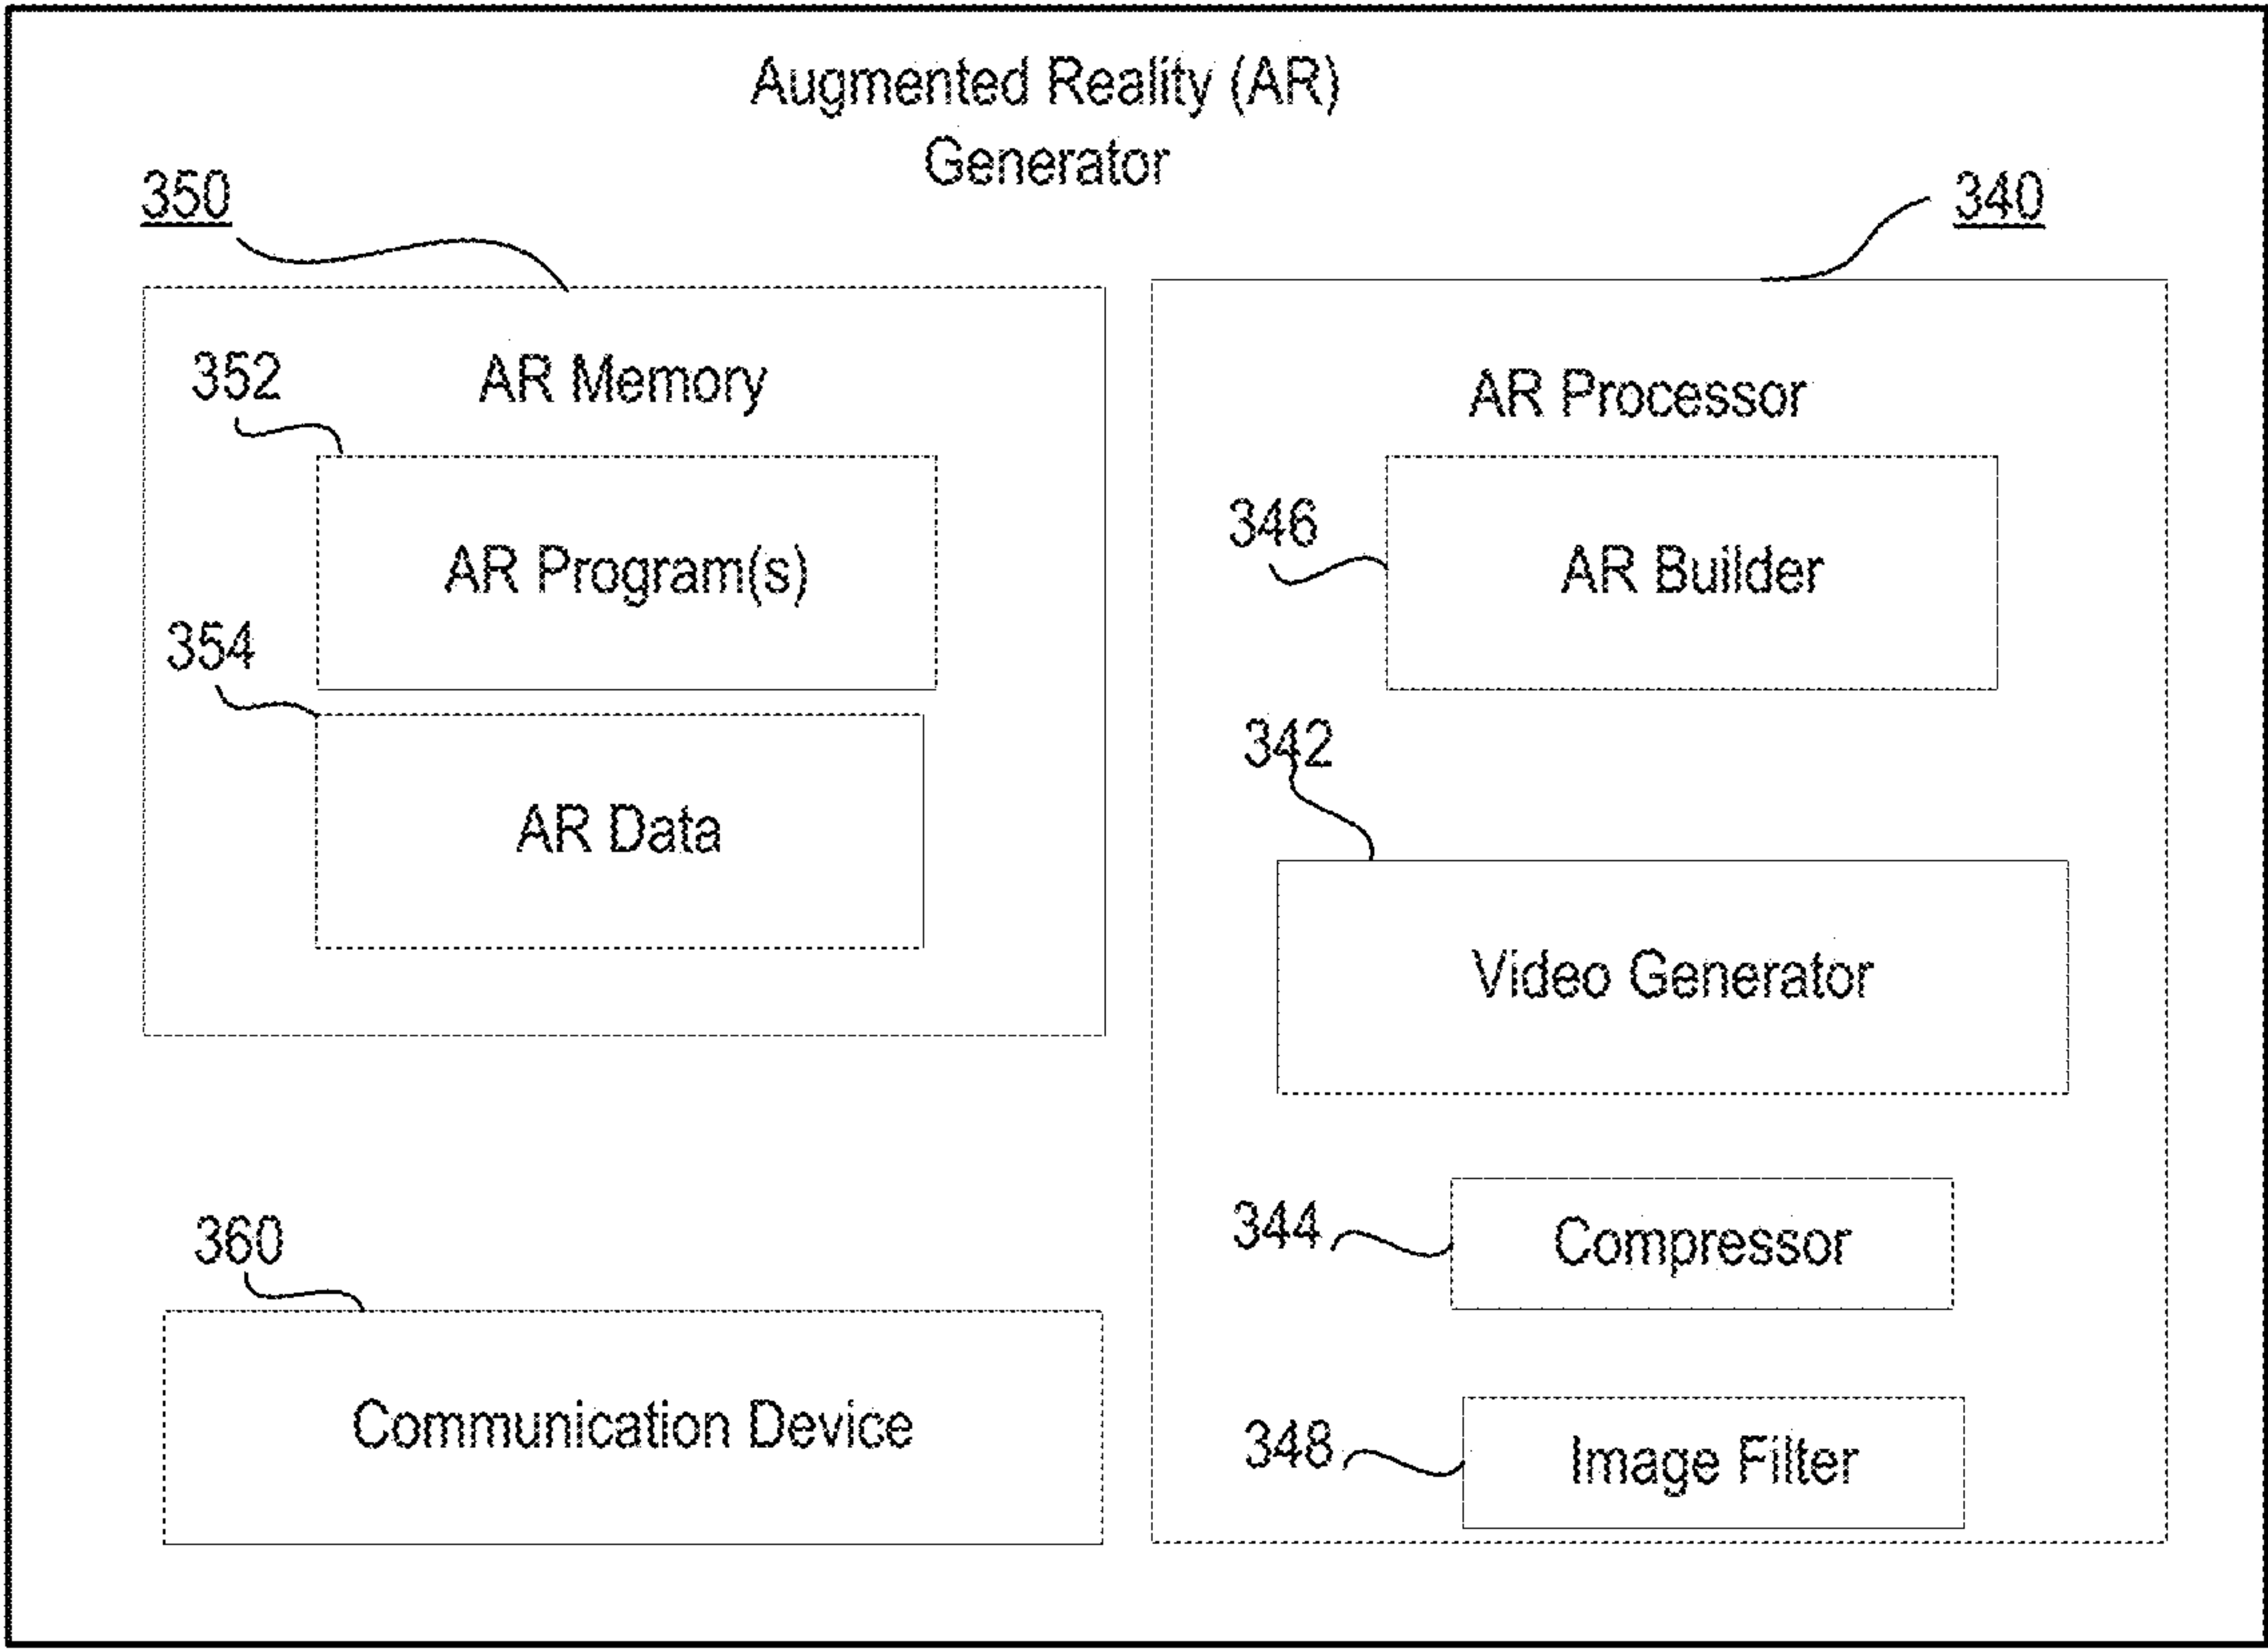 Augmented Reality (AR)
Generator
350
340
AR Memory
352
AR Program(s)
354
AR Data
AR Processor
346
AR Builder
342
Video Generator
344
Compressor
348
Image Filter
360
Communication Device